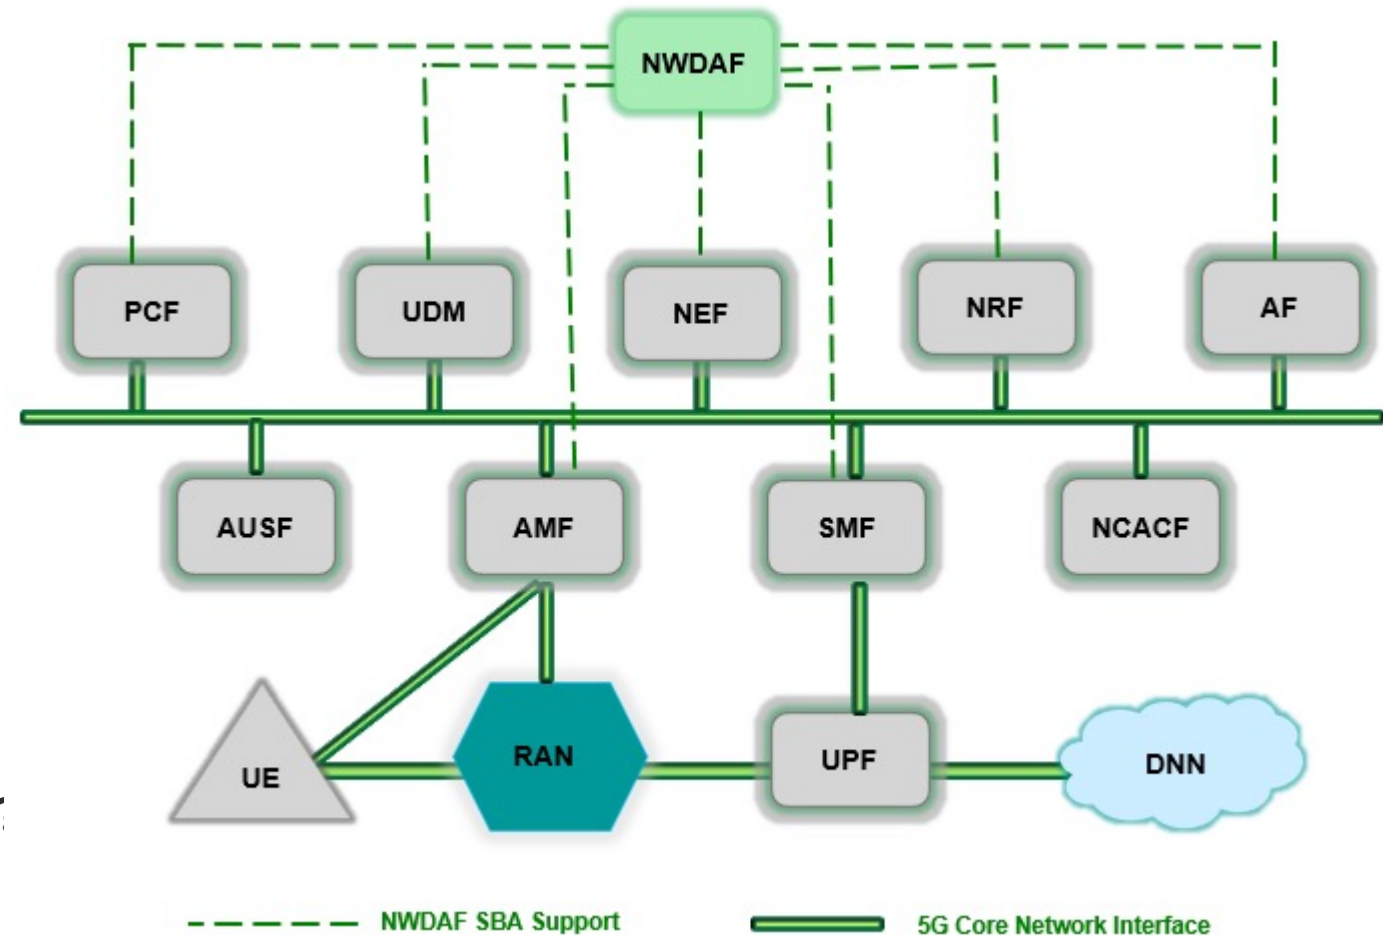 NWDAF
PCF
UDM
NEF
NRF
AF
AUSF
AMF
SMF
NCACF
UE
RAN
UPF
DNN
NWDAF SBA Support
5G Core Network Interface